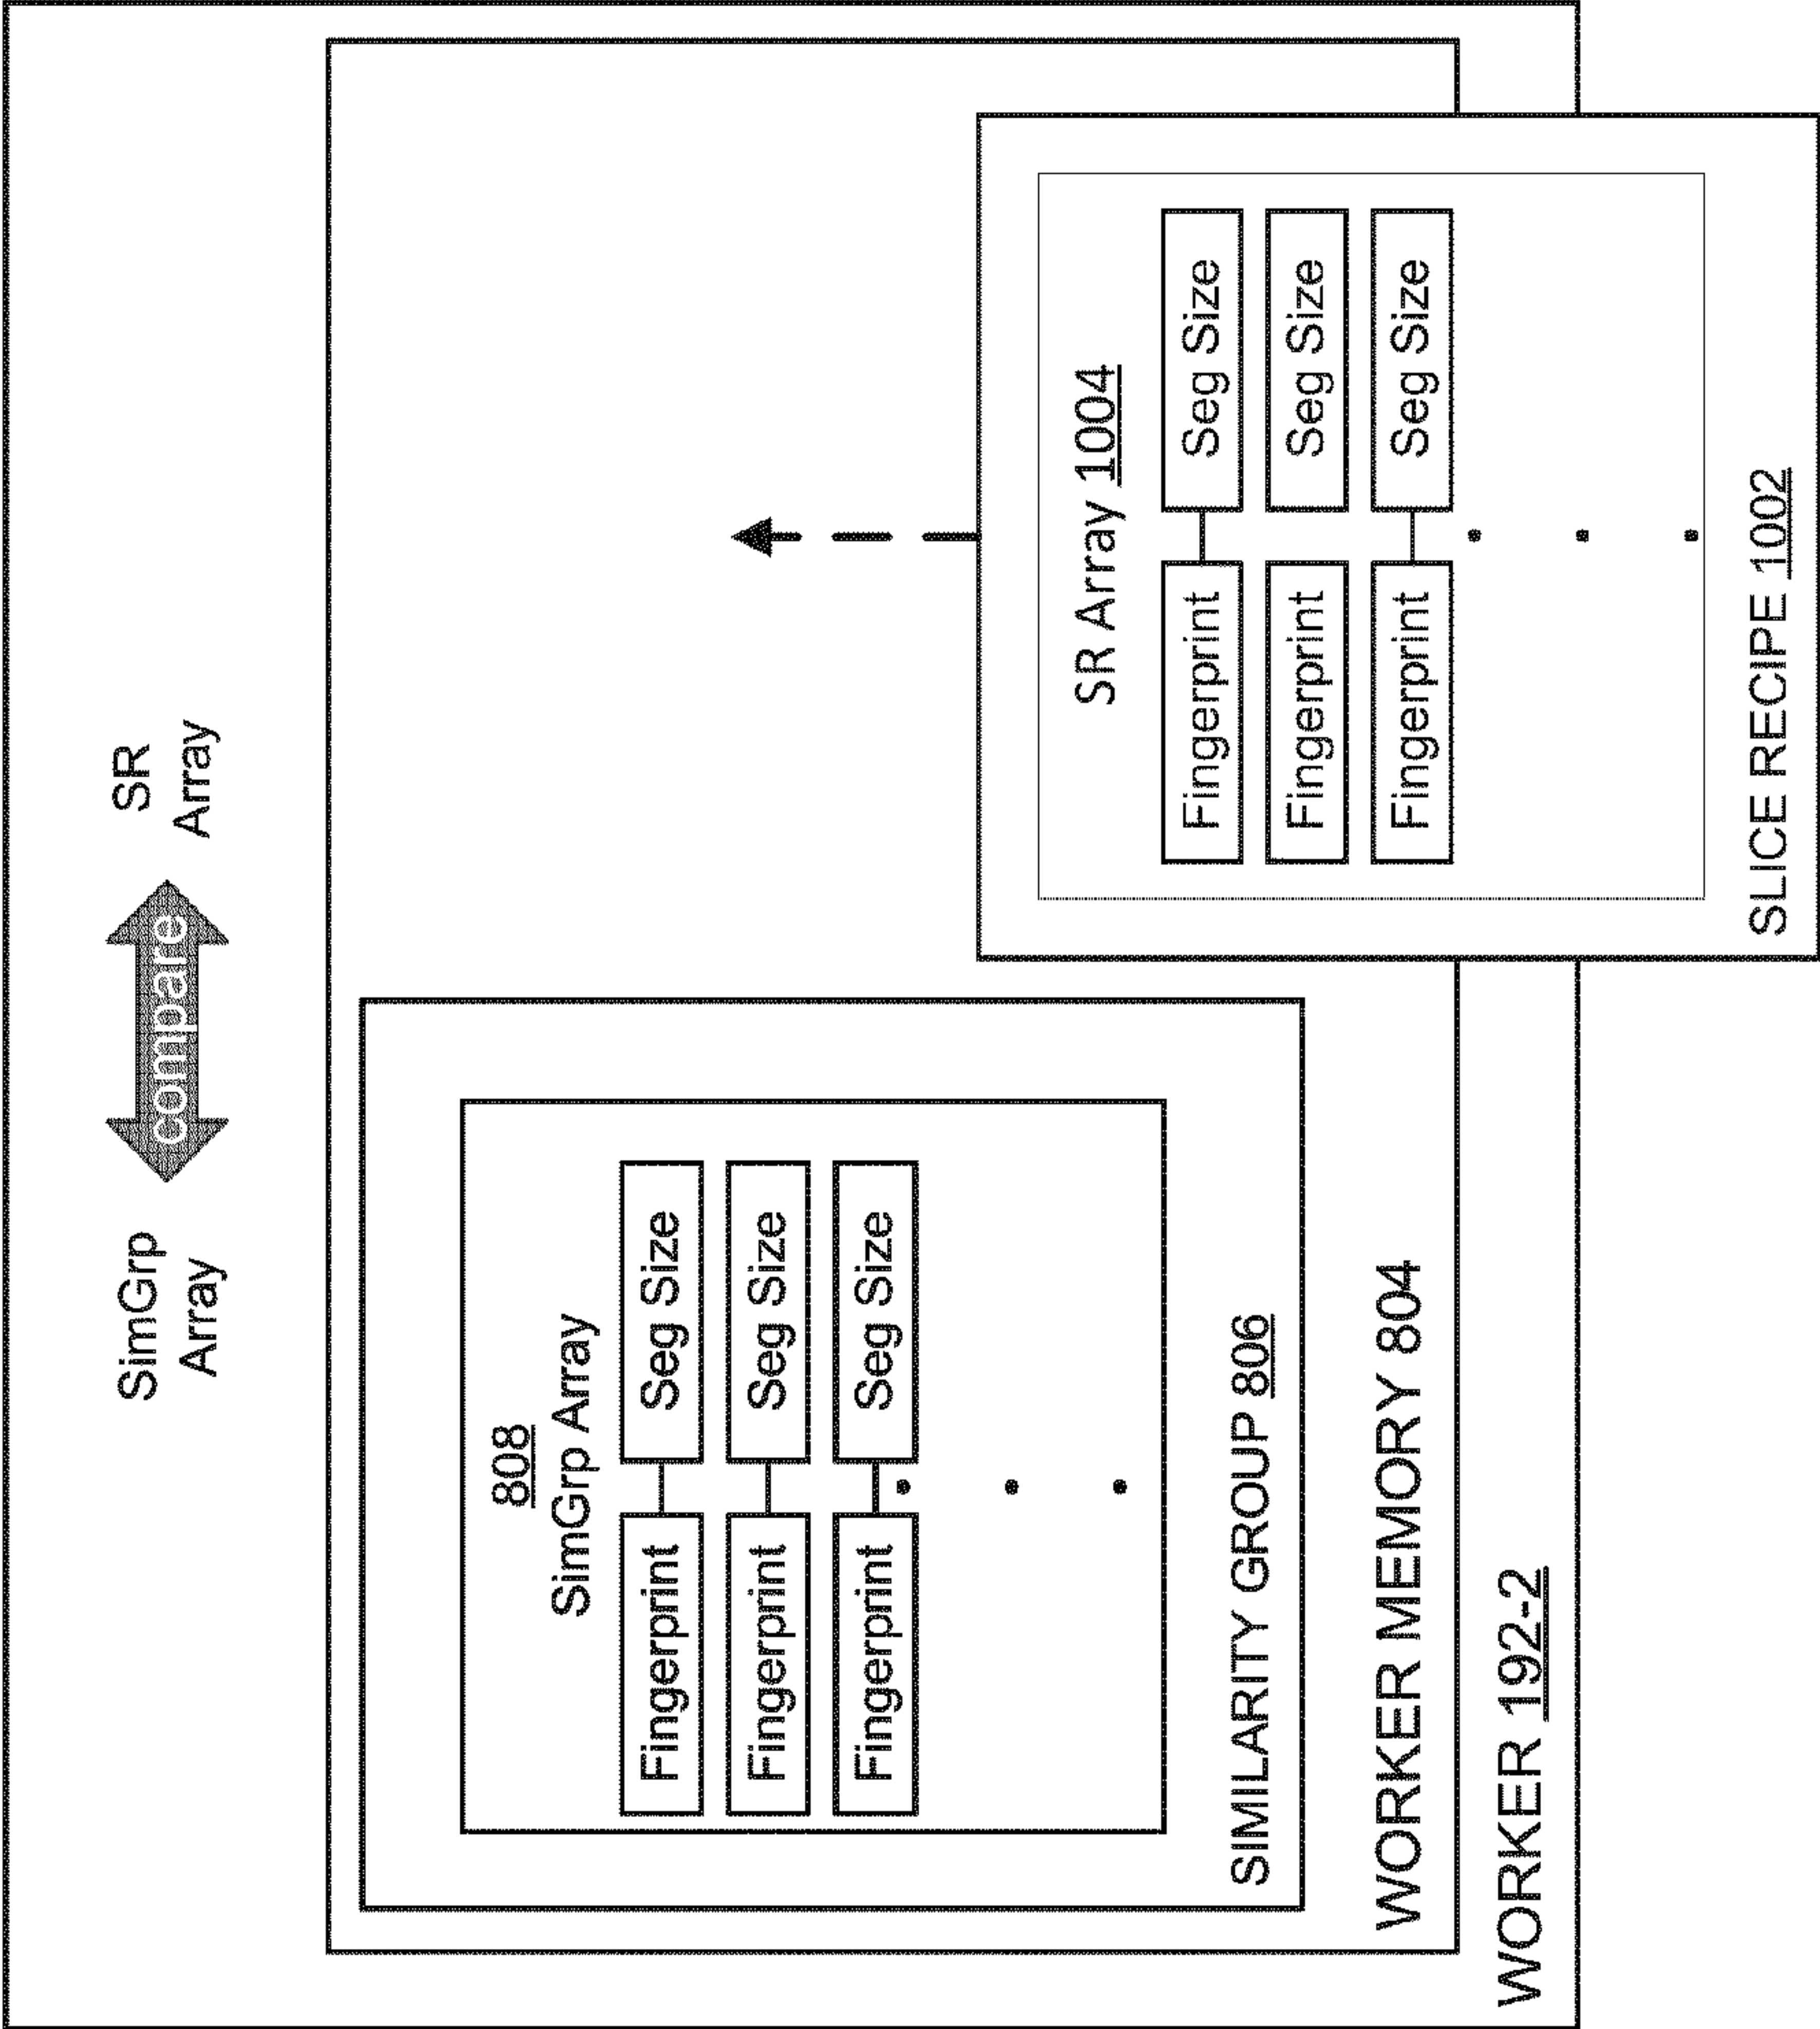 SimGrp
Array
compare
SR
Array
808
SimGrp Array
Fingerprint
Seg Size
Fingerprint
Seg Size
Fingerprint
Seg Size
SIMILARITY GROUP 806
WORKER MEMORY 804
WORKER 192-2
SR Array 1004
Fingerprint
Seg Size
Fingerprint
Seg Size
Fingerprint
Seg Size
SLICE RECIPE 1002